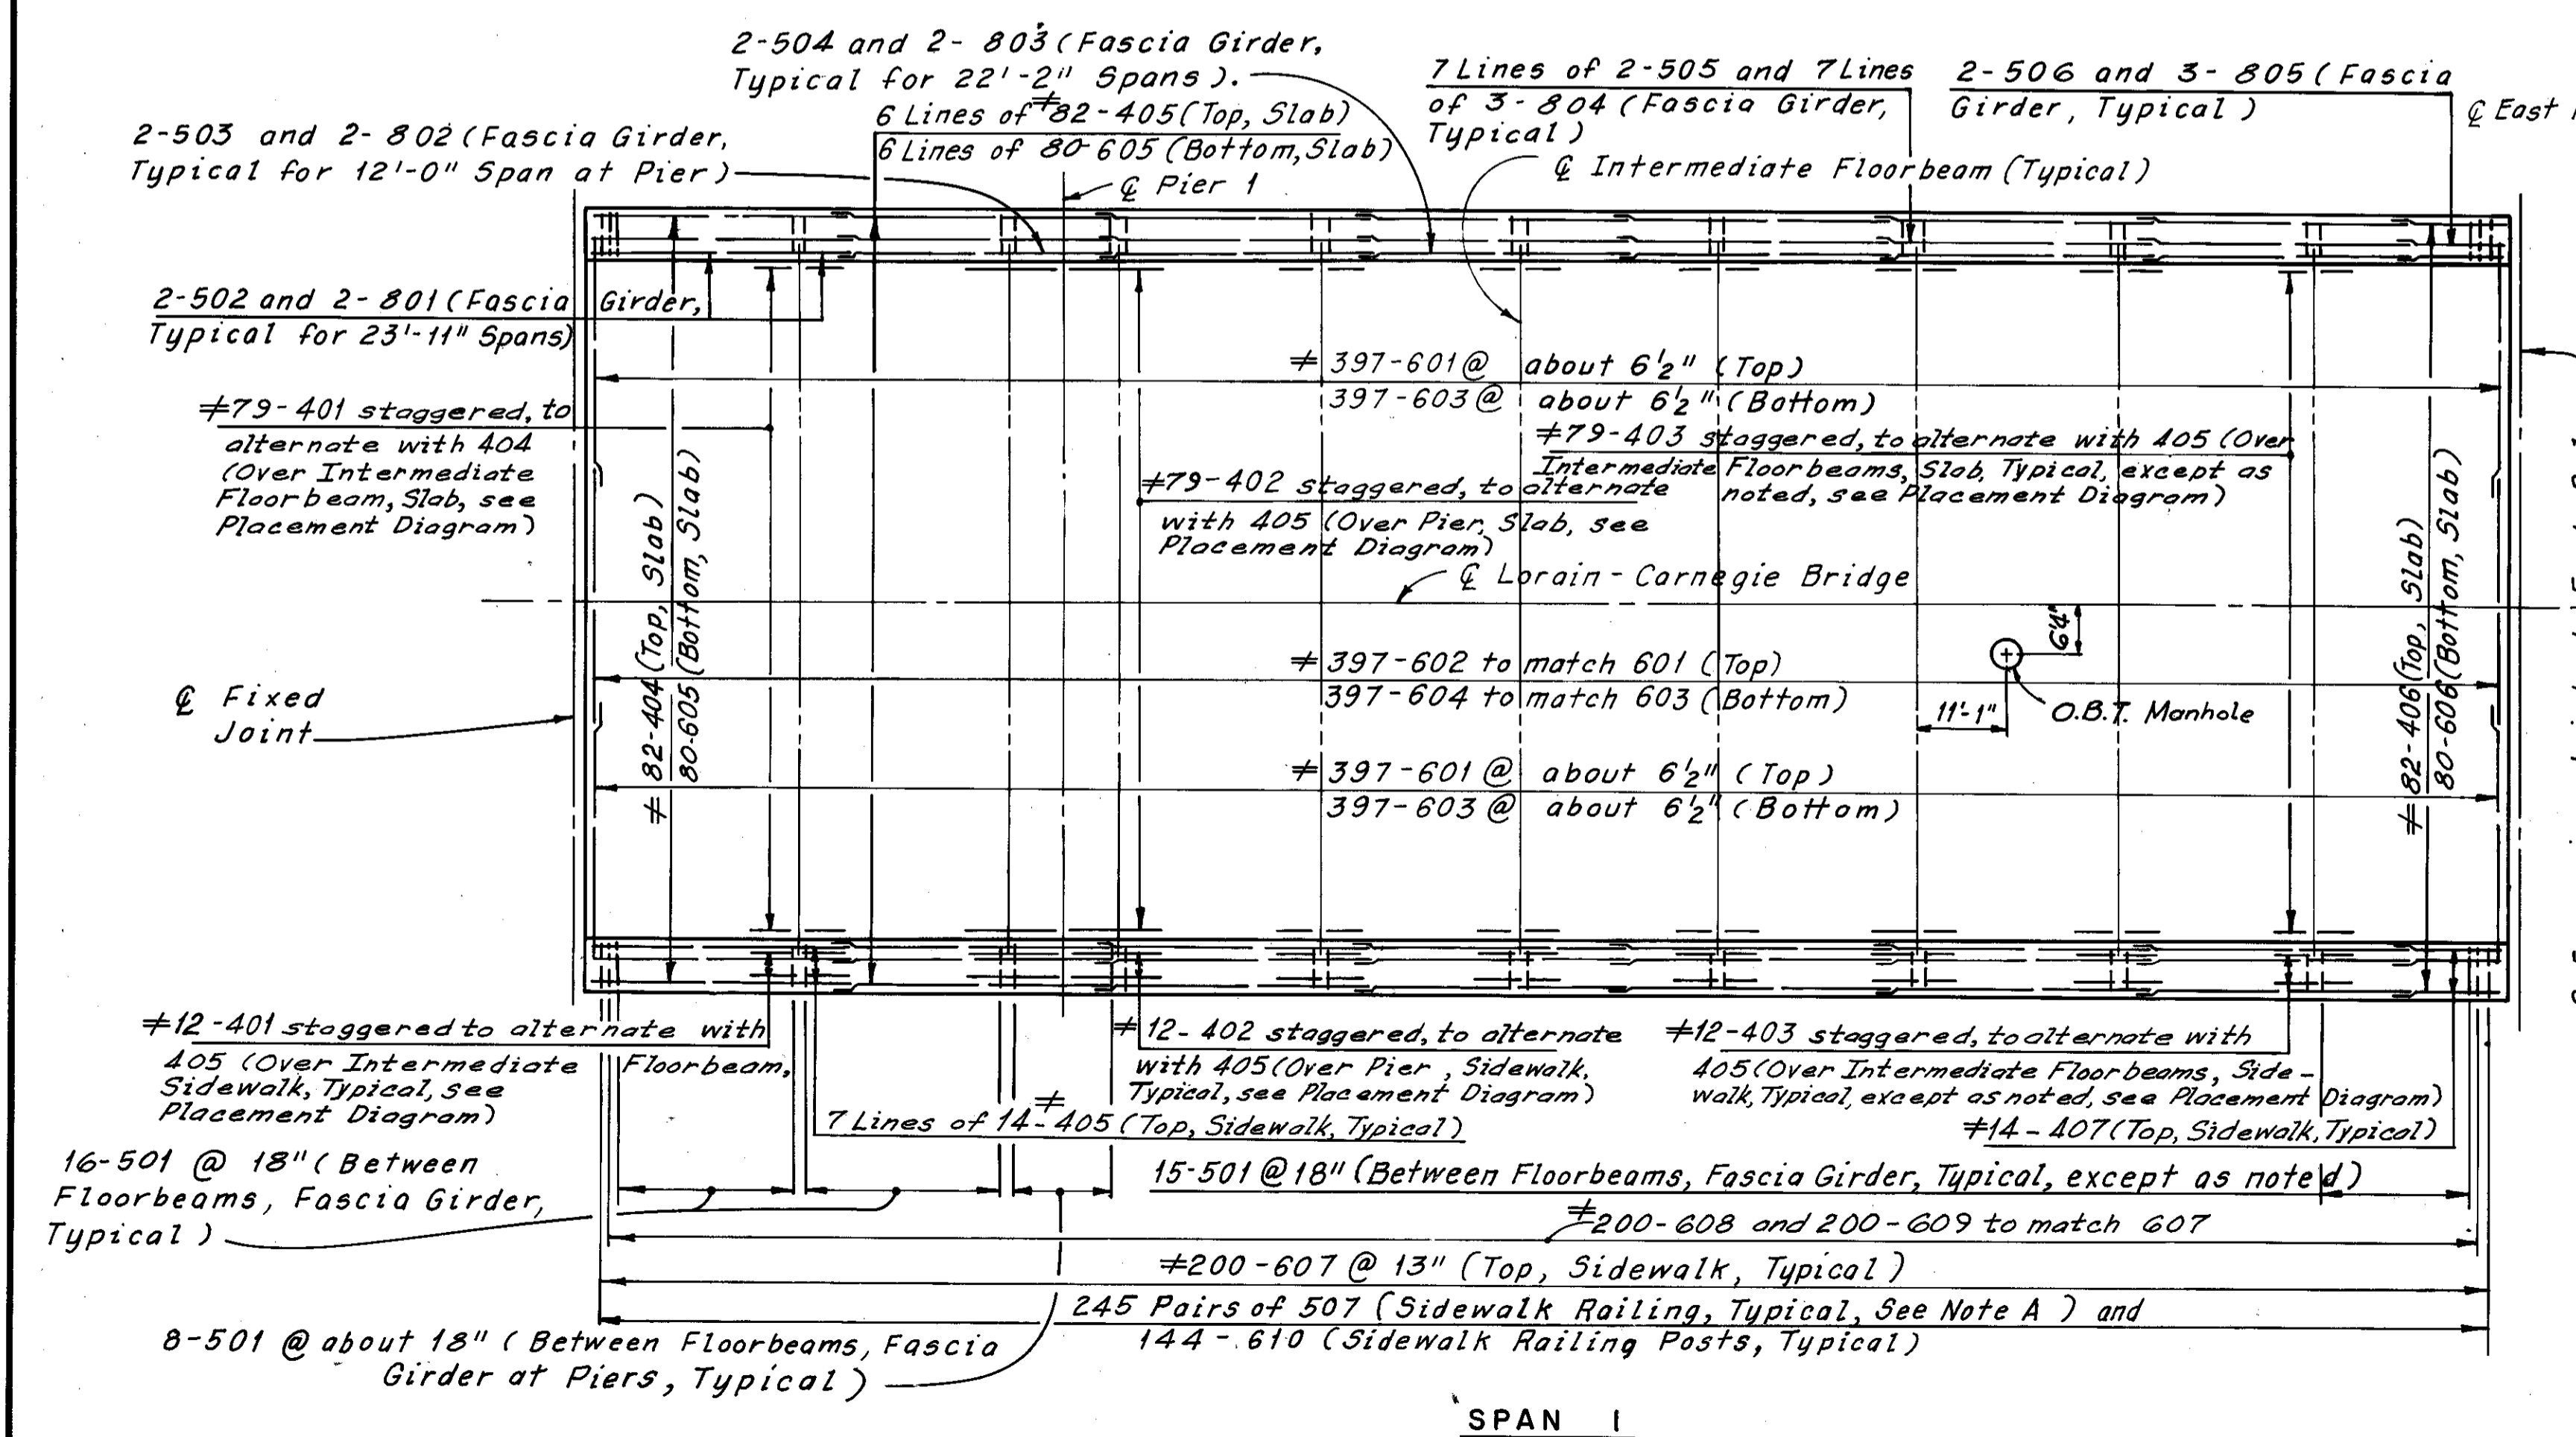 2-504 and 2-803 (Fascia Girder,
Typical for 22'-2" Spans).
7 Lines of 2-505 and 7 Lines
of 3-804 (Fascia Girder,
Typical)
2-506 and 3-805 (Fascia
Girder, Typical)
℄ East
6 Lines of ≠82-405 (Top, Slab)
6 Lines of 80-605 (Bottom, Slab)
2-503 and 2-802 (Fascia Girder,
Typical for 12'-0" Span at Pier)
℄ Pier 1
℄ Intermediate Floorbeam (Typical)
2-502 and 2-801 (Fascia Girder,
Typical for 23'-11" Spans)
≠ 397-601 @ about 6½" (Top)
397-603 @ about 6½" (Bottom)
≠79-401 staggered, to
alternate with 404
(Over Intermediate
Floorbeam, Slab, see
Placement Diagram)
≠79-403 staggered, to alternate with 405 (Over
Intermediate Floorbeams, Slab, Typical, except as
noted, see Placement Diagram)
≠79-402 staggered, to alternate
with 405 (Over Pier, Slab, see
Placement Diagram)
≠ 82-404 (Top, Slab)
80-605 (Bottom, Slab)
≠82-406 (Top, Slab)
80-606 (Bottom, Slab)
℄ Lorain - Carnegie Bridge
6'4"
≠ 397-602 to match 601 (Top)
397-604 to match 603 (Bottom)
11'-1"
O.B.T. Manhole
℄ Fixed
Joint
≠ 397-601 @ about 6½" (Top)
397-603 @ about 6½" (Bottom)
≠12-401 staggered to alternate with
405 (Over Intermediate Floorbeam,
Sidewalk, Typical, see
Placement Diagram)
≠12-402 staggered, to alternate
with 405 (Over Pier, Sidewalk,
Typical, see Placement Diagram)
≠12-403 staggered, to alternate with
405 (Over Intermediate Floorbeams, Side-
walk, Typical, except as noted, see Placement Diagram)
7 Lines of ≠14-405 (Top, Sidewalk, Typical)
≠14-407 (Top, Sidewalk, Typical)
16-501 @ 18" (Between
Floorbeams, Fascia Girder,
Typical)
15-501 @ 18" (Between Floorbeams, Fascia Girder, Typical, except as noted)
≠200-608 and 200-609 to match 607
≠200-607 @ 13" (Top, Sidewalk, Typical)
245 Pairs of 507 (Sidewalk Railing, Typical, See Note A) and
144-610 (Sidewalk Railing Posts, Typical)
8-501 @ about 18" (Between Floorbeams, Fascia
Girder at Piers, Typical)
SPAN 1